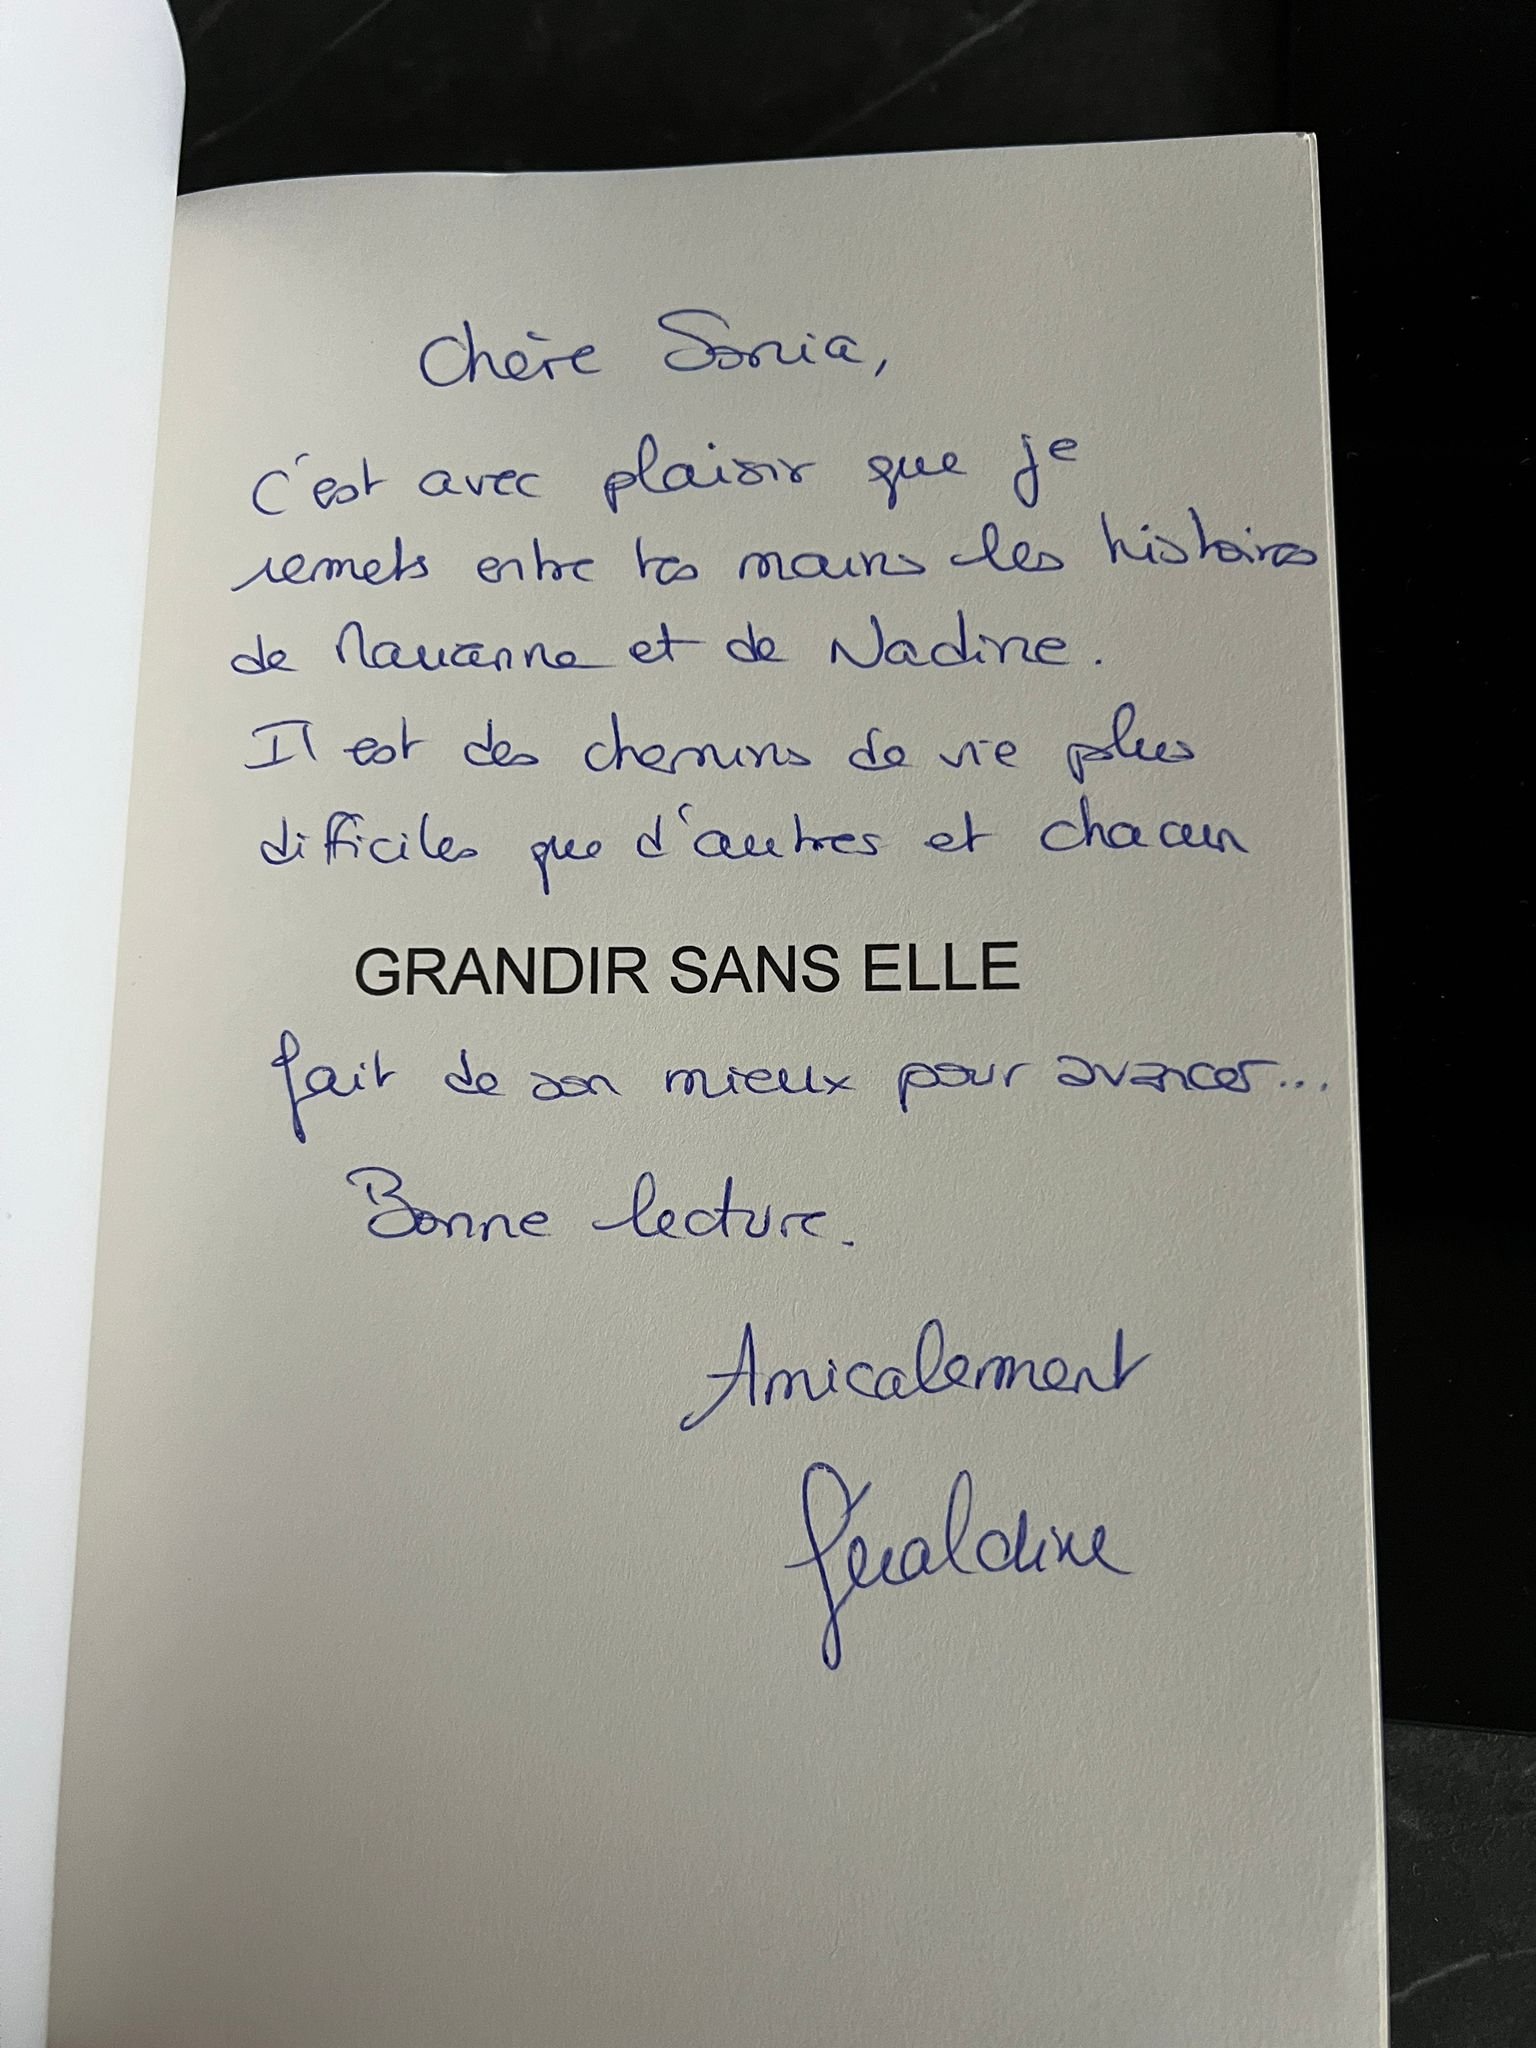 Chère Sonia,
C'est avec plaisir que je
remets entre tes mains les histoires
de et de Nadine.
Il est des chemins de vie plus
difficiles que d'autres et chacun
GRANDIR SANS ELLE
fait de son mieux pour avancer...
Bonne lecture.
Amicalement
Géraldine